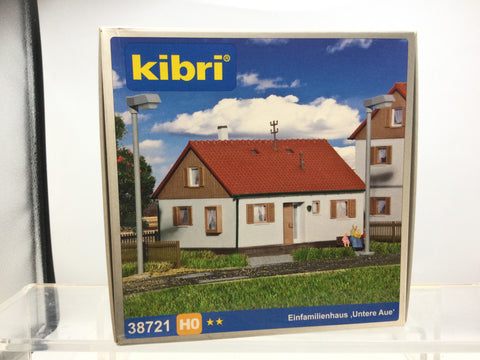 kibri®
38721 H0 ★★
Einfamilienhaus ‚Untere Aue'